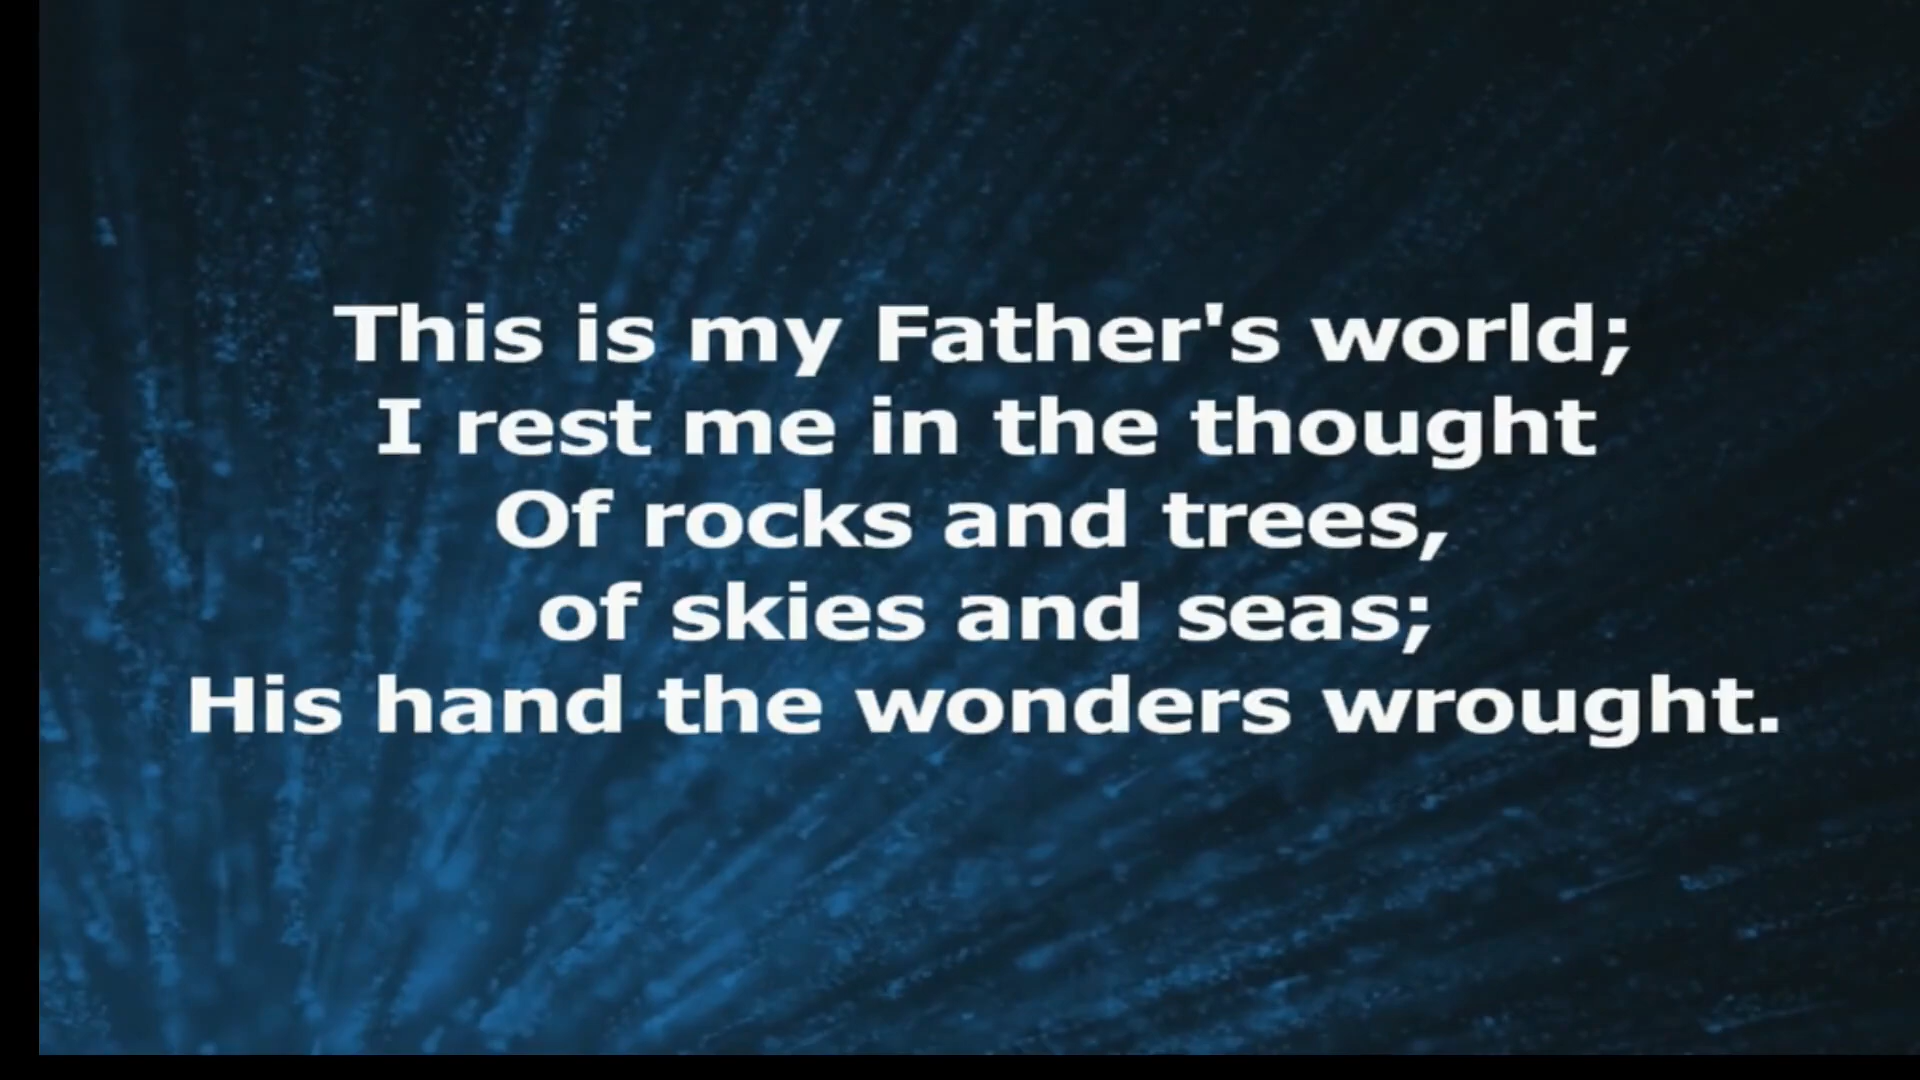 This is my Father's world;
I rest me in the thought
Of rocks and trees,
of skies and seas;
His hand the wonders wrought.